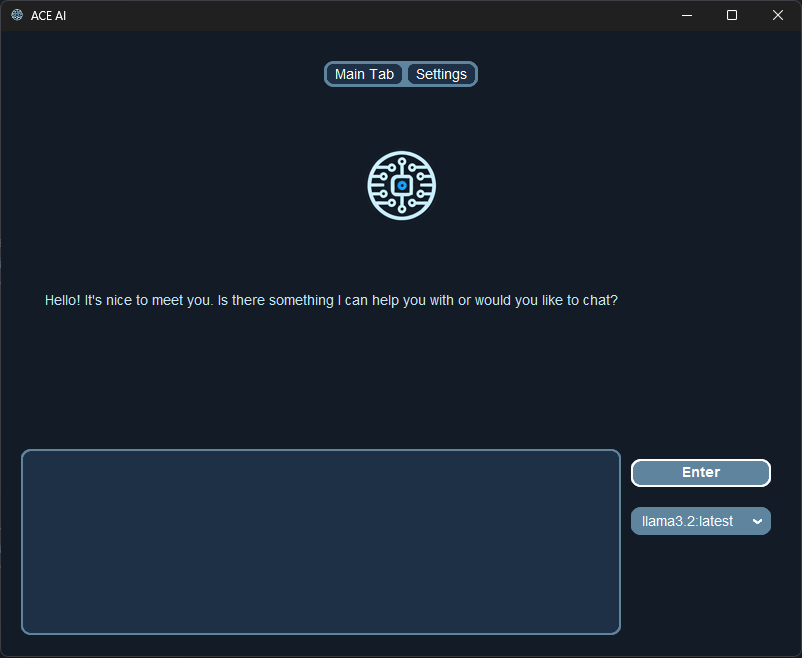 ACE AI
Main Tab Settings
Hello! It's nice to meet you. Is there something I can help you with or would you like to chat?
Enter
llama3.2:latest